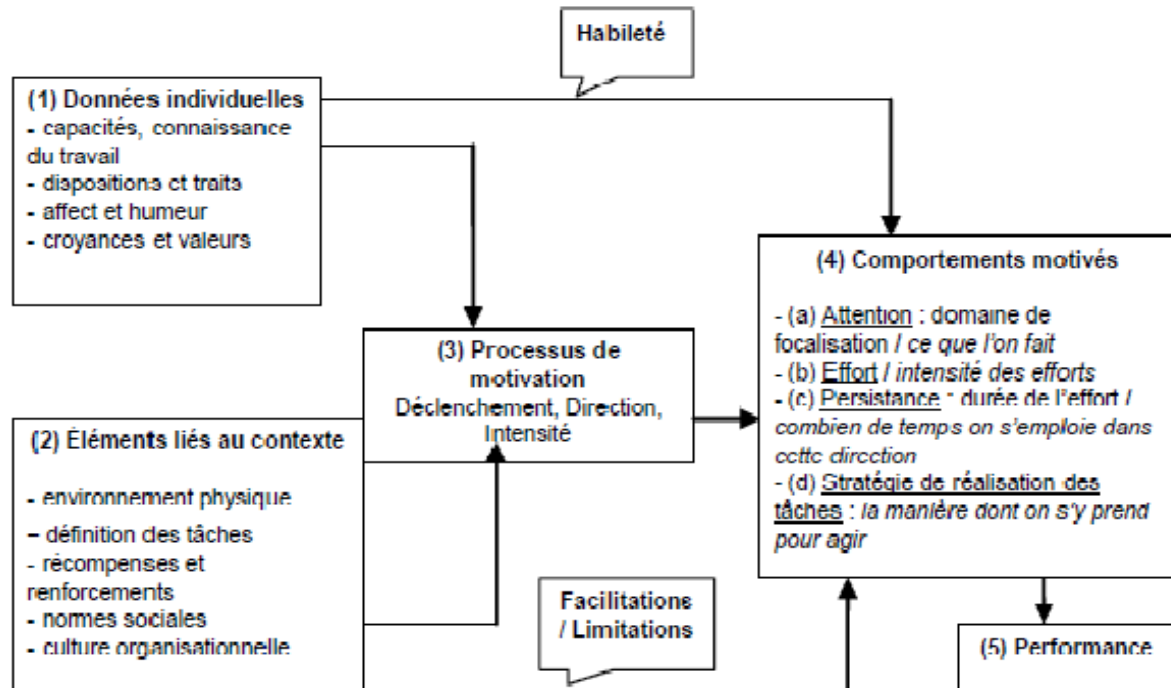 Habileté
(1) Données individuelles
- capacités, connaissance
du travail
- dispositions et traits
- affect et humeur
- croyances et valeurs
(4) Comportements motivés
- (a) Attention : domaine de
focalisation / ce que l'on fait
- (b) Effort / intensité des efforts
- (c) Persistance : durée de l'effort /
combien de temps on s'emploie dans
cette direction
- (d) Stratégie de réalisation des
tâches : la manière dont on s'y prend
pour agir
(3) Processus de
motivation
Déclenchement, Direction,
Intensité
(2) Éléments liés au contexte
- environnement physique
– définition des tâches
- récompenses et
renforcements
- normes sociales
- culture organisationnelle
Facilitations
/ Limitations
(5) Performance